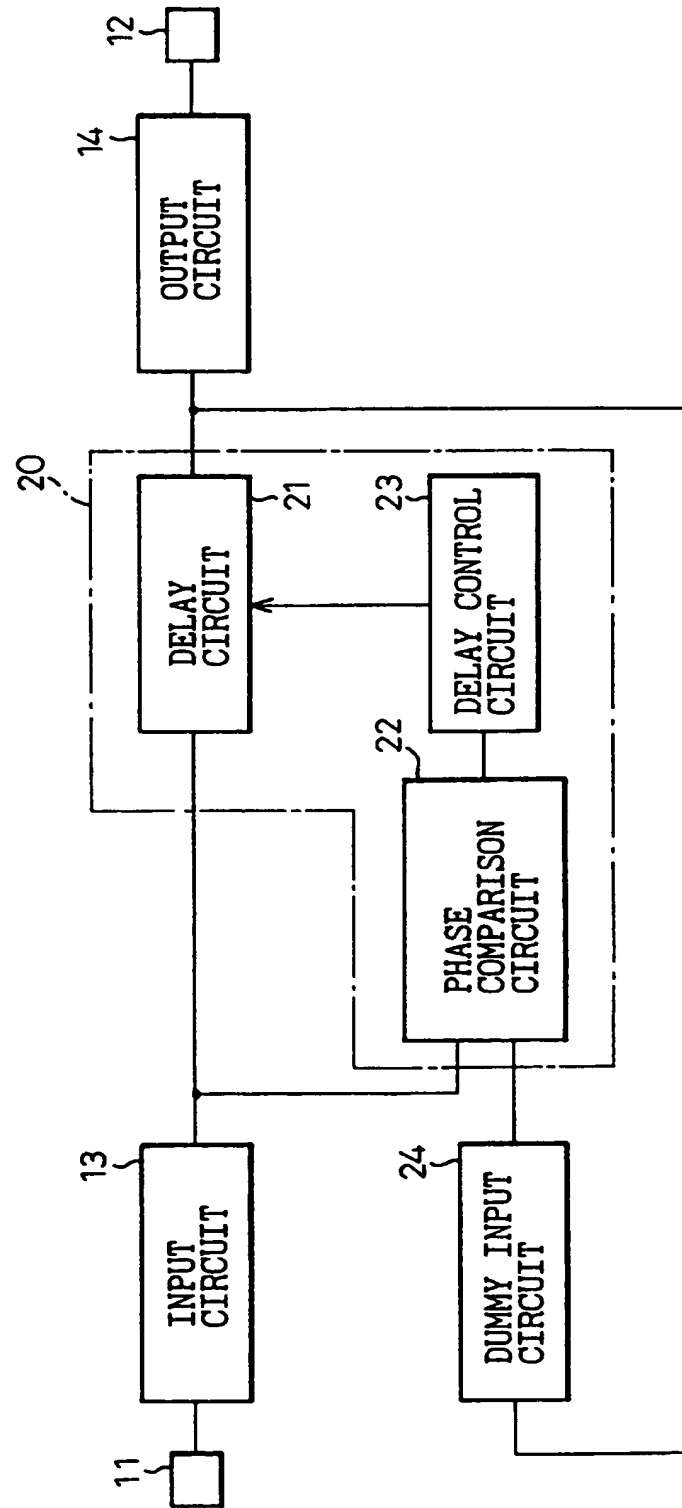 11
INPUT
CIRCUIT
13
20
DELAY
CIRCUIT
21
OUTPUT
CIRCUIT
14
12
DUMMY INPUT
CIRCUIT
24
PHASE
COMPARISON
CIRCUIT
22
DELAY CONTROL
CIRCUIT
23